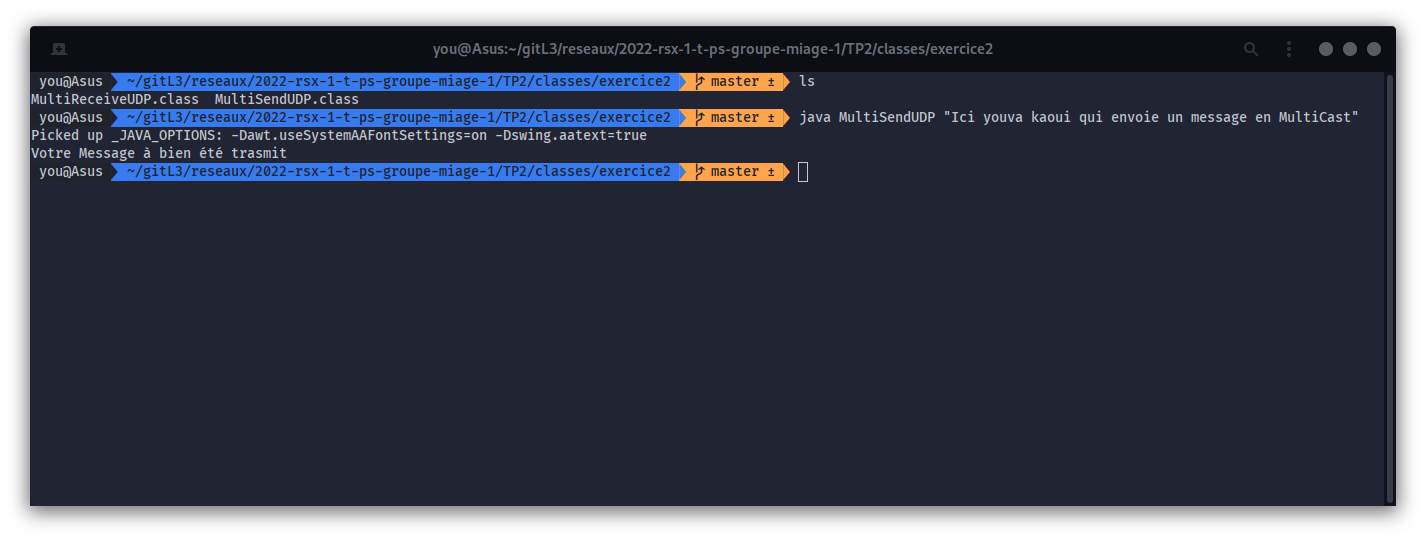 you@Asus:~/gitL3/reseaux/2022-rsx-1-t-ps-groupe-miage-1/TP2/classes/exercice2
you@Asus ~/gitL3/reseaux/2022-rsx-1-t-ps-groupe-miage-1/TP2/classes/exercice2 master ± ls
MultiReceiveUDP.class MultiSendUDP.class
you@Asus ~/gitL3/reseaux/2022-rsx-1-t-ps-groupe-miage-1/TP2/classes/exercice2 master ± java MultiSendUDP "Ici youva kaoui qui envoie un message en MultiCast"
Picked up _JAVA_OPTIONS: -Dawt.useSystemAAFontSettings=on -Dswing.aatext=true
Votre Message à bien été trasmit
you@Asus ~/gitL3/reseaux/2022-rsx-1-t-ps-groupe-miage-1/TP2/classes/exercice2 master ±